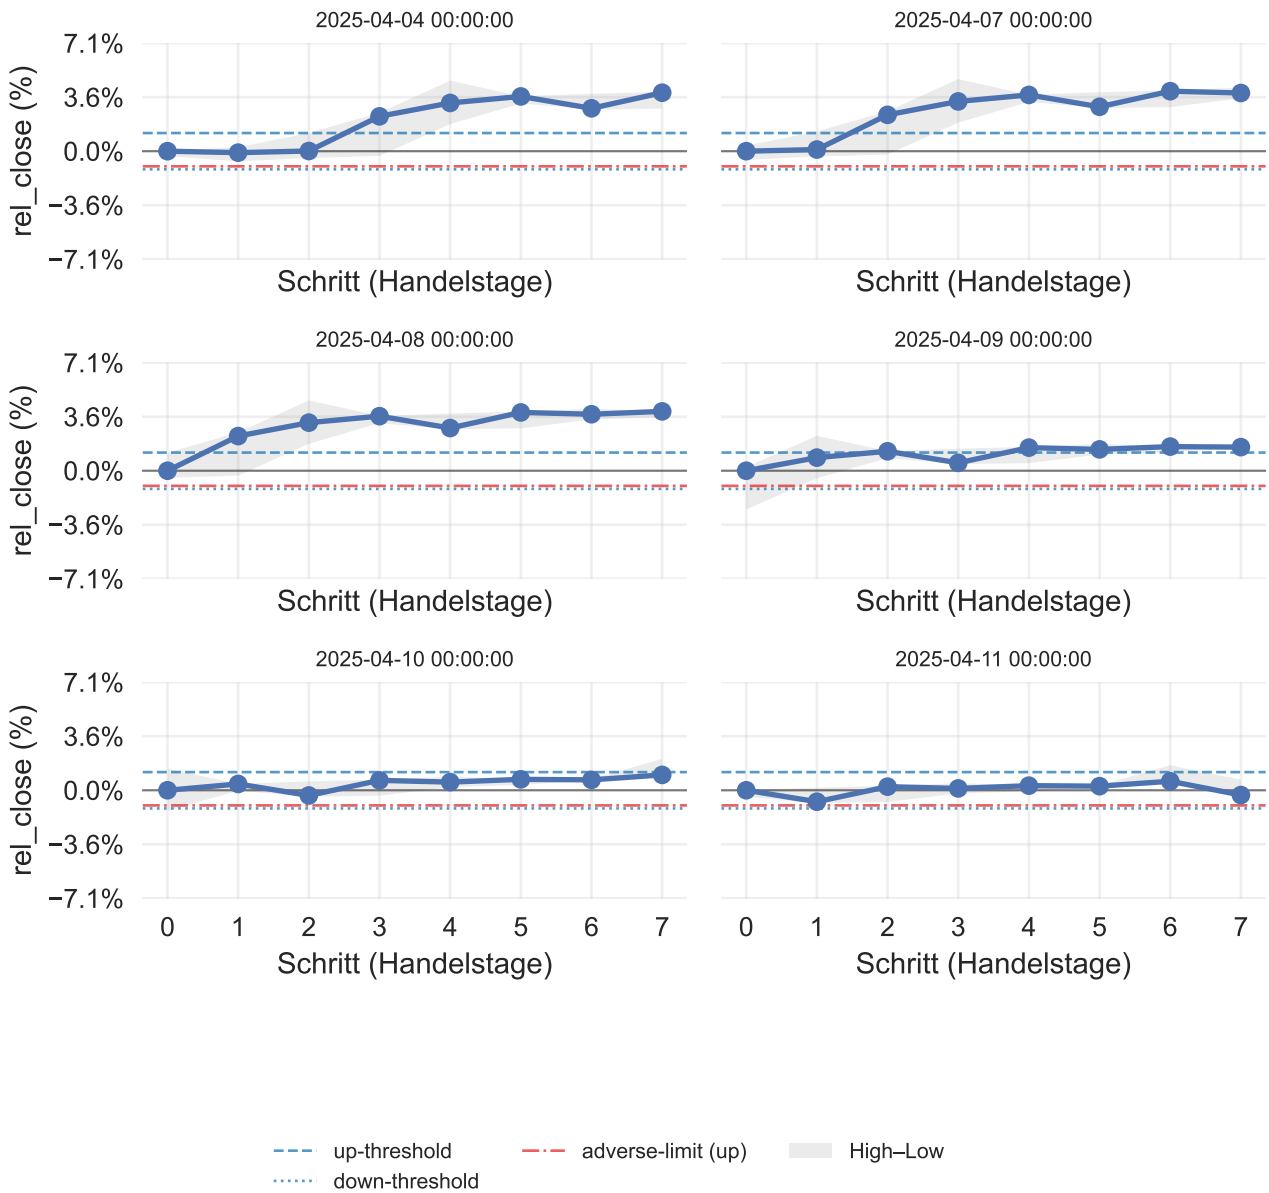 2025-04-04 00:00:00
2025-04-07 00:00:00
rel_close (%)
7.1%
3.6%
0.0%
−3.6%
−7.1%
Schritt (Handelstage)
Schritt (Handelstage)
2025-04-08 00:00:00
2025-04-09 00:00:00
rel_close (%)
7.1%
3.6%
0.0%
−3.6%
−7.1%
Schritt (Handelstage)
Schritt (Handelstage)
2025-04-10 00:00:00
2025-04-11 00:00:00
rel_close (%)
7.1%
3.6%
0.0%
−3.6%
−7.1%
0 1 2 3 4 5 6 7
0 1 2 3 4 5 6 7
Schritt (Handelstage)
Schritt (Handelstage)
up-threshold
down-threshold
adverse-limit (up)
High–Low